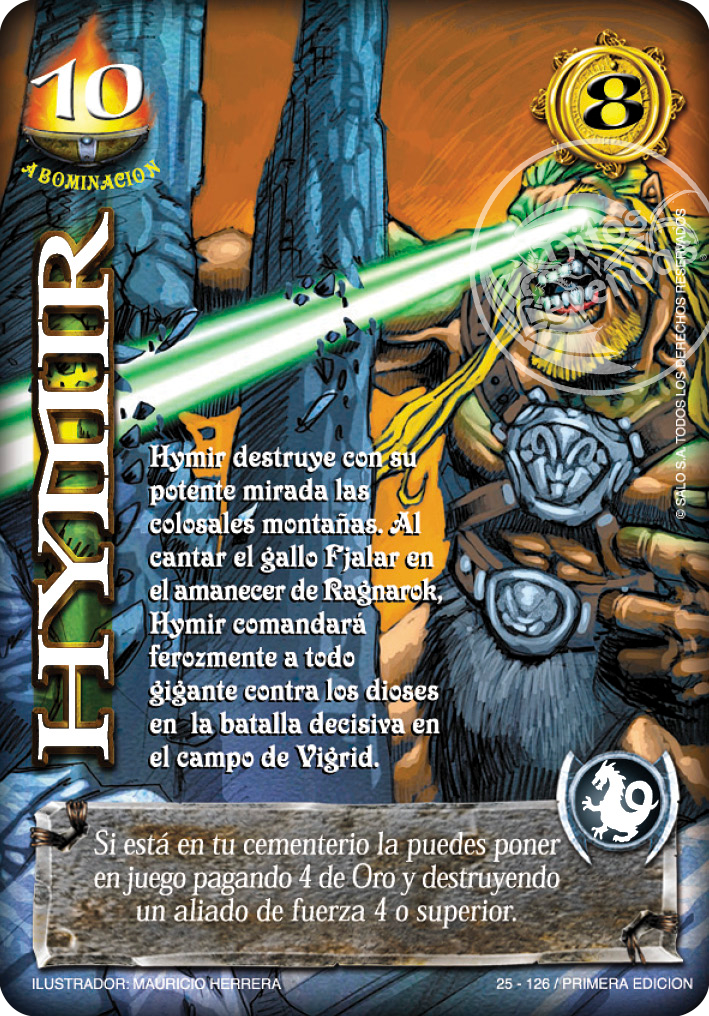 10
8
ABOMINACION
HYMIR
Hymir destruye con su
potente mirada las
colosales montañas. Al
cantar el gallo Fjalar en
el amanecer de Ragnarok,
Hymir comandará
ferozmente a todo
gigante contra los dioses
en la batalla decisiva en
el campo de Vigrid.
© SALO S.A. TODOS LOS DERECHOS RESERVADOS
Si está en tu cementerio la puedes poner
en juego pagando 4 de Oro y destruyendo
un aliado de fuerza 4 o superior.
ILUSTRADOR: MAURICIO HERRERA
25 - 126 / PRIMERA EDICION